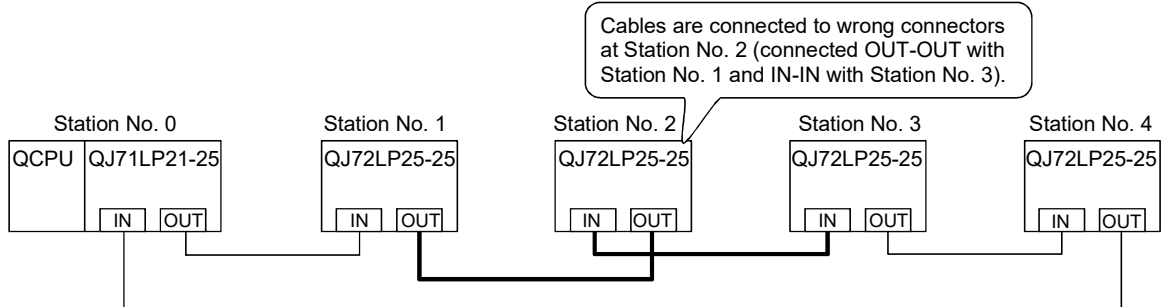 Cables are connected to wrong connectors
at Station No. 2 (connected OUT-OUT with
Station No. 1 and IN-IN with Station No. 3).
Station No. 0
Station No. 1
Station No. 2
Station No. 3
Station No. 4
QCPU
QJ71LP21-25
QJ72LP25-25
QJ72LP25-25
QJ72LP25-25
QJ72LP25-25
IN
OUT
IN
OUT
IN
OUT
IN
OUT
IN
OUT